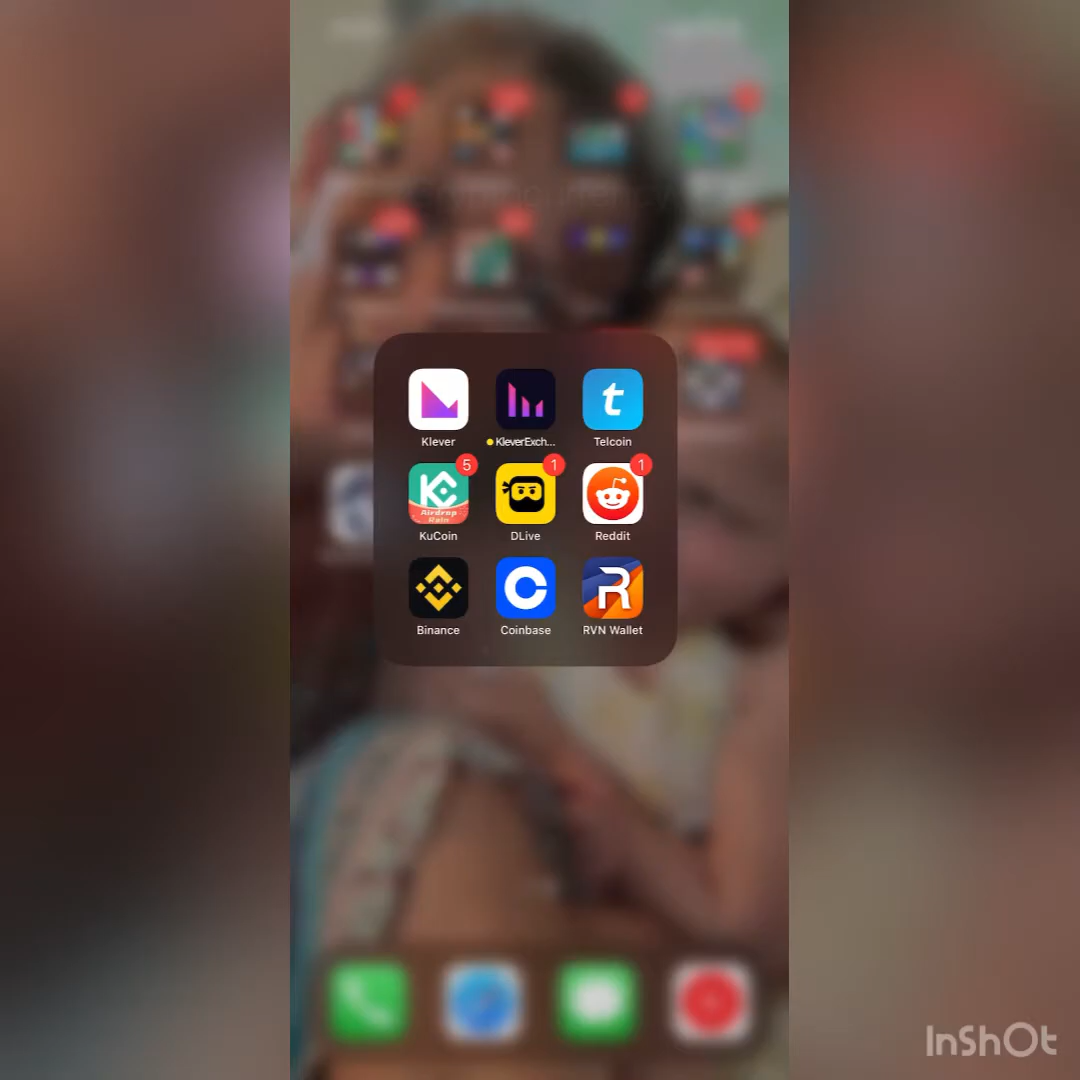 Klever
KleverExch...
Telcoin
5
1
1
Airdrop
Rain
KuCoin
DLive
Reddit
Binance
Coinbase
RVN Wallet
InShOt